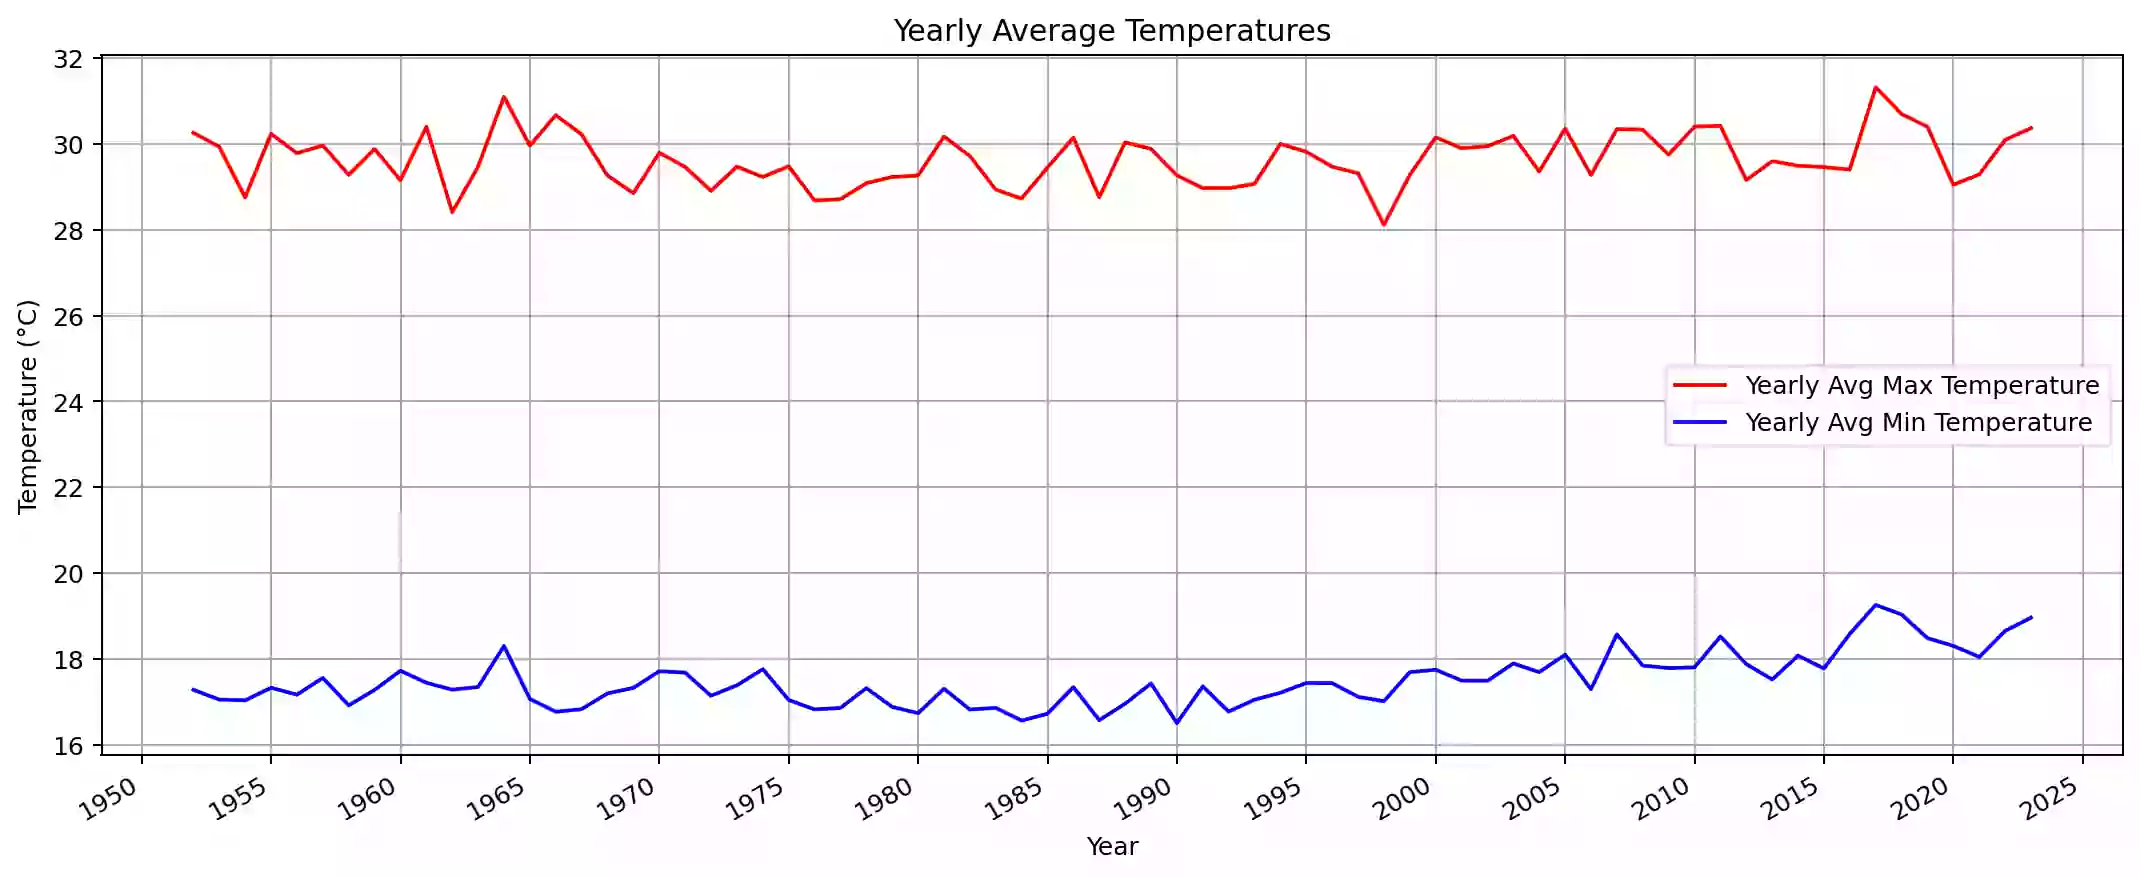 Yearly Average Temperatures
32
30
28
26
24
22
20
18
16
Temperature (°C)
Yearly Avg Max Temperature
Yearly Avg Min Temperature
1950 1955 1960 1965 1970 1975 1980 1985 1990 1995 2000 2005 2010 2015 2020 2025
Year